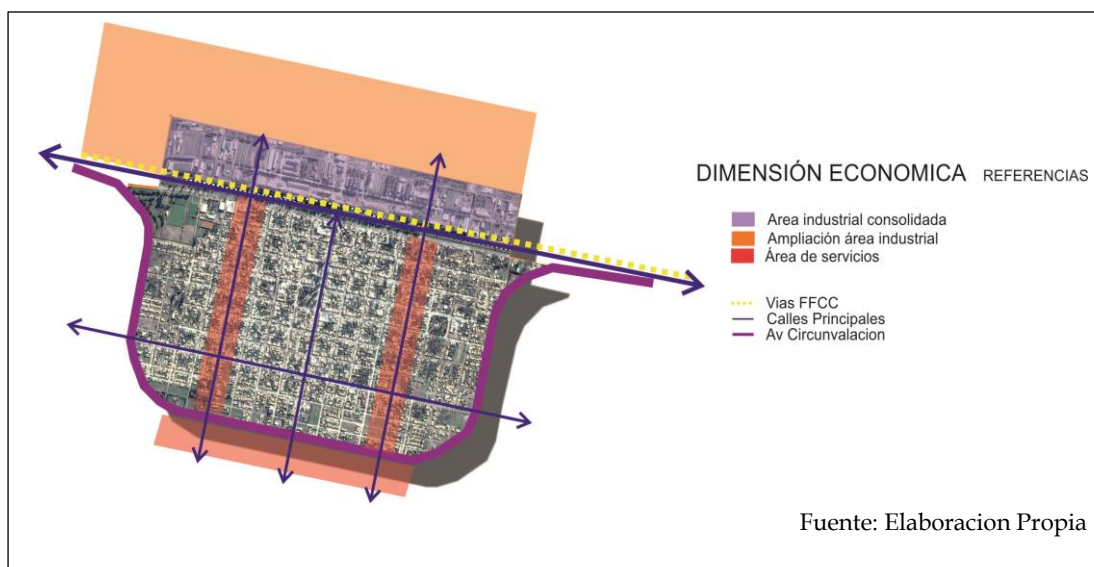 DIMENSIÓN ECONOMICA REFERENCIAS
Area industrial consolidada
Ampliación área industrial
Área de servicios
Vias FFCC
Calles Principales
Av Circunvalacion
Fuente: Elaboracion Propia